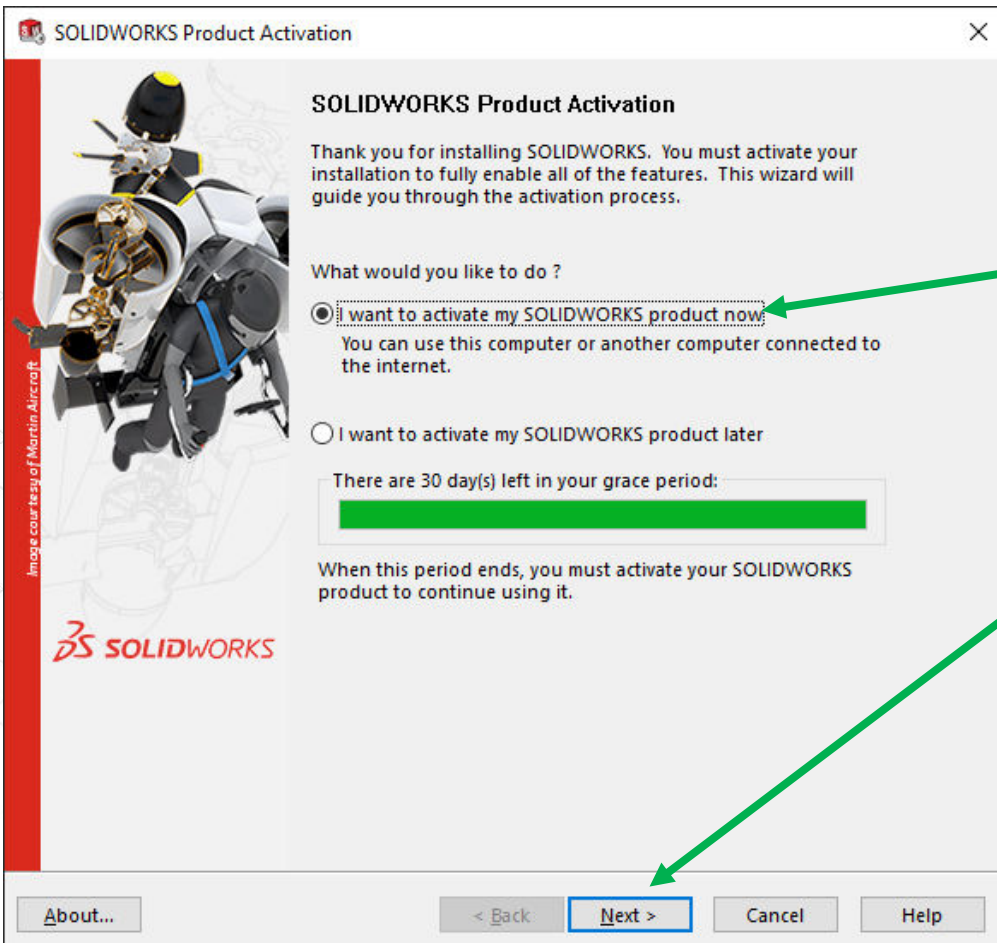 SOLIDWORKS Product Activation
SOLIDWORKS Product Activation
Thank you for installing SOLIDWORKS. You must activate your
installation to fully enable all of the features. This wizard will
guide you through the activation process.
What would you like to do ?
I want to activate my SOLIDWORKS product now
You can use this computer or another computer connected to
the internet.
I want to activate my SOLIDWORKS product later
There are 30 day(s) left in your grace period:
When this period ends, you must activate your SOLIDWORKS
product to continue using it.
Image courtesy of Martin Aircraft
SOLIDWORKS
About...
< Back
Next >
Cancel
Help